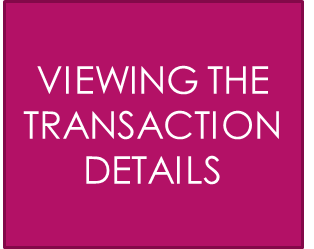 VIEWING THE
TRANSACTION
DETAILS